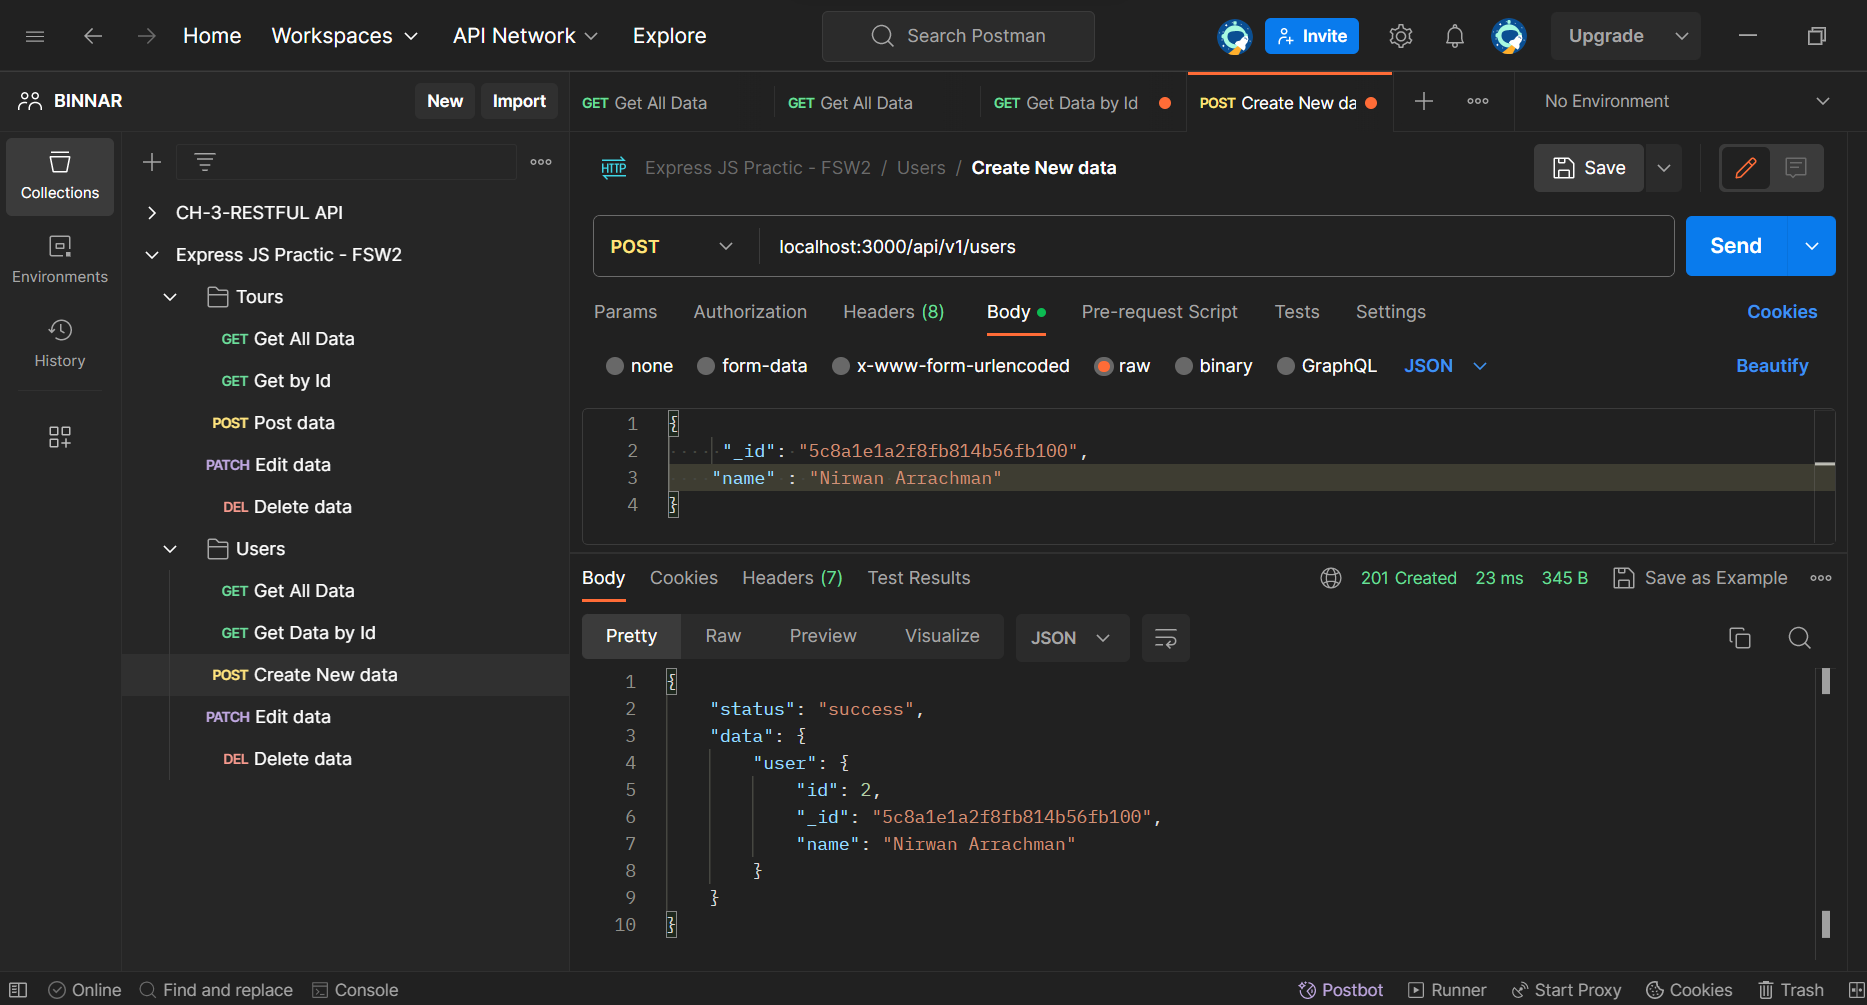 Home Workspaces API Network Explore Search Postman Invite Upgrade
BINNAR New Import
GET Get All Data GET Get All Data GET Get Data by Id POST Create New da No Environment
Collections
Environments
History
CH-3-RESTFUL API
Express JS Practic - FSW2
Tours
GET Get All Data
GET Get by Id
POST Post data
PATCH Edit data
DEL Delete data
Users
GET Get All Data
GET Get Data by Id
POST Create New data
PATCH Edit data
DEL Delete data
HTTP Express JS Practic - FSW2 / Users / Create New data Save
POST localhost:3000/api/v1/users Send
Params Authorization Headers (8) Body Pre-request Script Tests Settings Cookies
none form-data x-www-form-urlencoded raw binary GraphQL JSON Beautify
1 {
2 "_id": "5c8a1e1a2f8fb814b56fb100",
3 "name" : "Nirwan Arrachman"
4 }
Body Cookies Headers (7) Test Results 201 Created 23 ms 345 B Save as Example
Pretty Raw Preview Visualize JSON
1 {
2 "status": "success",
3 "data": {
4 "user": {
5 "id": 2,
6 "_id": "5c8a1e1a2f8fb814b56fb100",
7 "name": "Nirwan Arrachman"
8 }
9 }
10 }
Online Find and replace Console Postbot Runner Start Proxy Cookies Trash